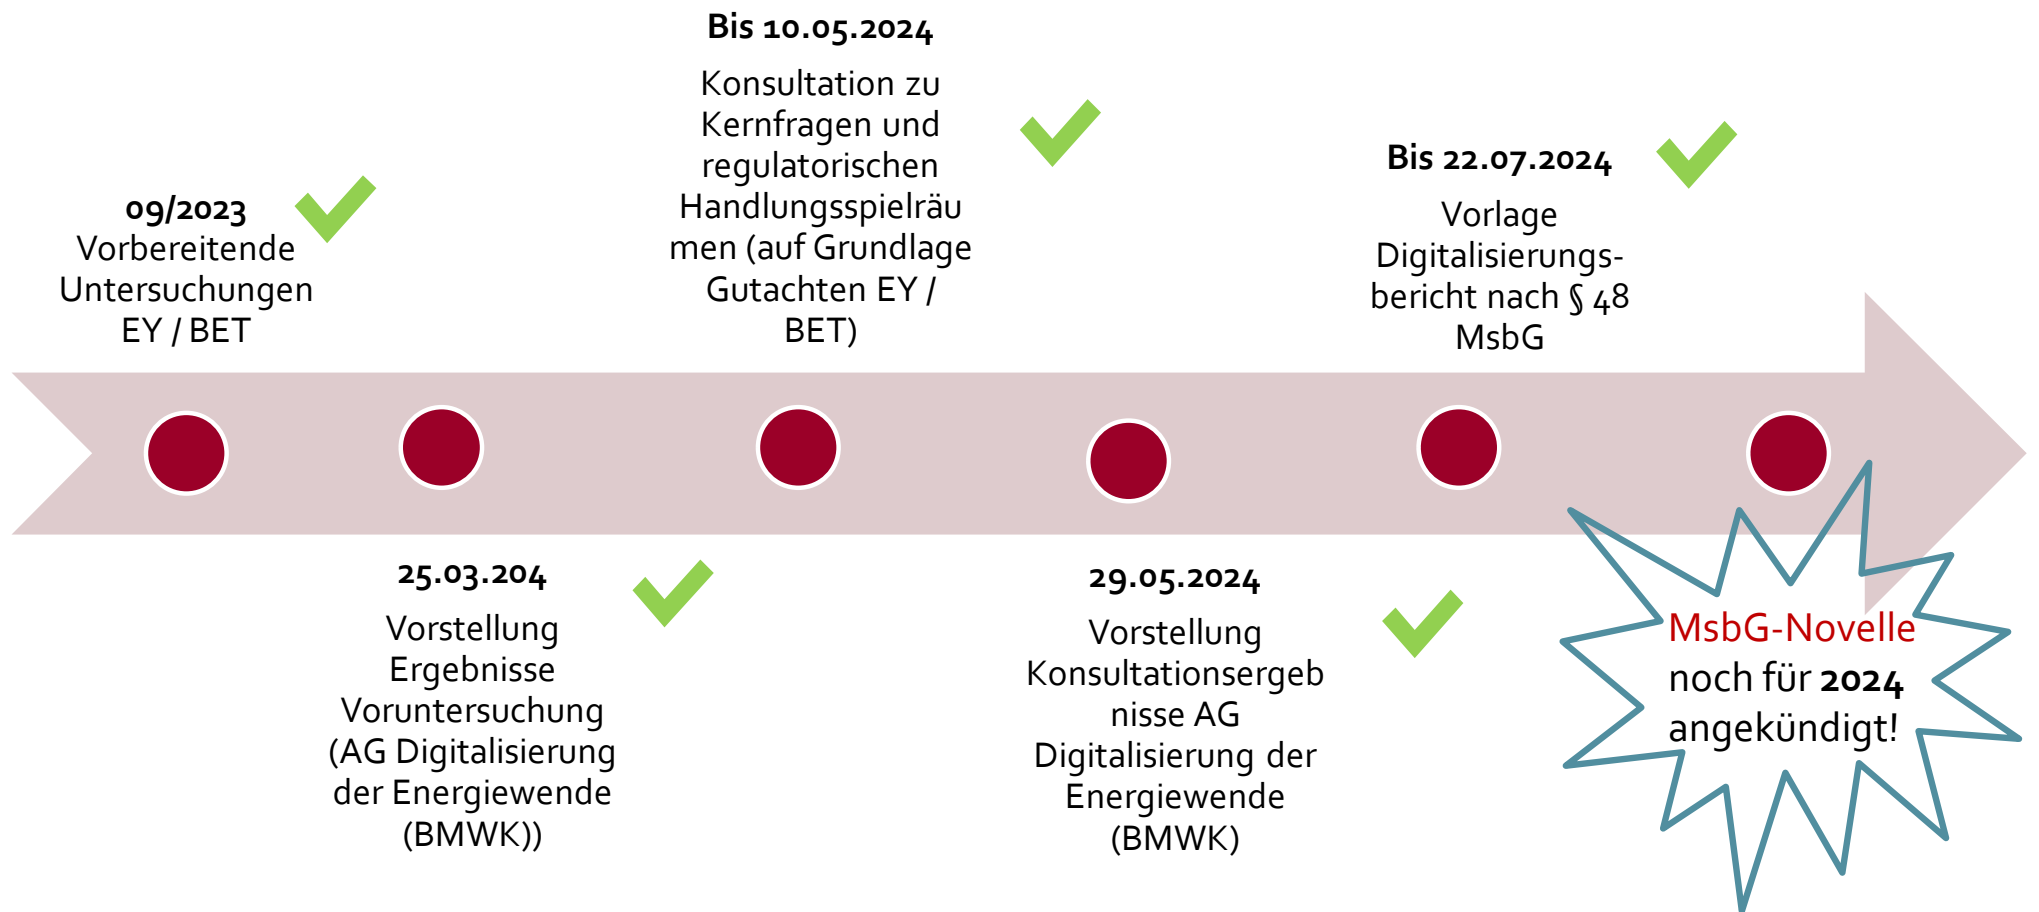 09/2023
Vorbereitende
Untersuchungen
EY / BET
25.03.204
Vorstellung
Ergebnisse
Voruntersuchung
(AG Digitalisierung
der Energiewende
(BMWK))
Bis 10.05.2024
Konsultation zu
Kernfragen und
regulatorischen
Handlungsspielräu
men (auf Grundlage
Gutachten EY /
BET)
29.05.2024
Vorstellung
Konsultationsergeb
nisse AG
Digitalisierung der
Energiewende
(BMWK)
Bis 22.07.2024
Vorlage
Digitalisierungs-
bericht nach § 48
MsbG
MsbG-Novelle
noch für 2024
angekündigt!